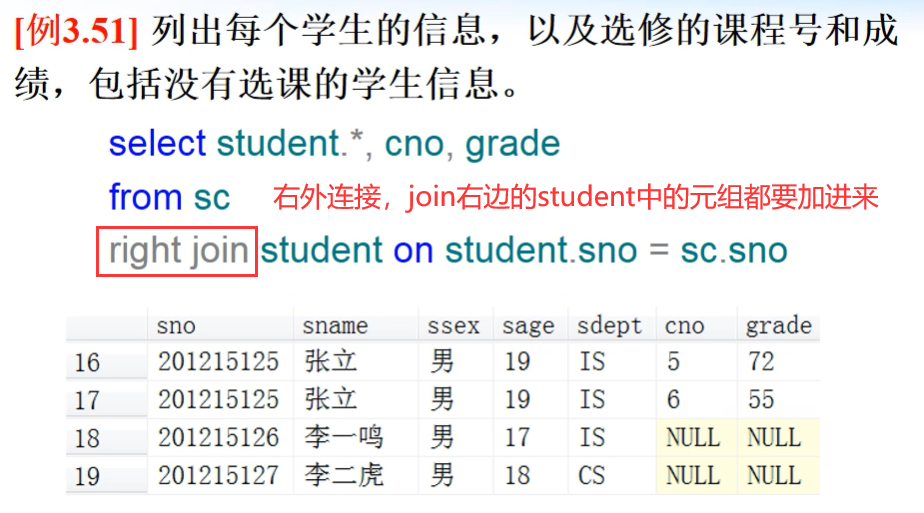 [例3.51] 列出每个学生的信息，以及选修的课程号和成
绩，包括没有选课的学生信息。
select student.*, cno, grade
from sc 右外连接，join右边的student中的元组都要加进来
right join student on student.sno = sc.sno
sno sname ssex sage sdept cno grade
16 201215125 张立 男 19 IS 5 72
17 201215125 张立 男 19 IS 6 55
18 201215126 李一鸣 男 17 IS NULL NULL
19 201215127 李二虎 男 18 CS NULL NULL